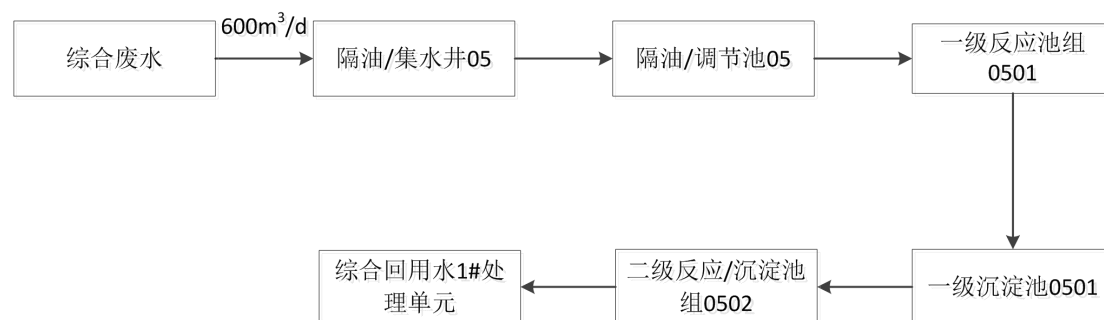 综合废水
600m³/d
隔油/集水井05
隔油/调节池05
一级反应池组
0501
综合回用水1#处
理单元
二级反应/沉淀池
组0502
一级沉淀池0501